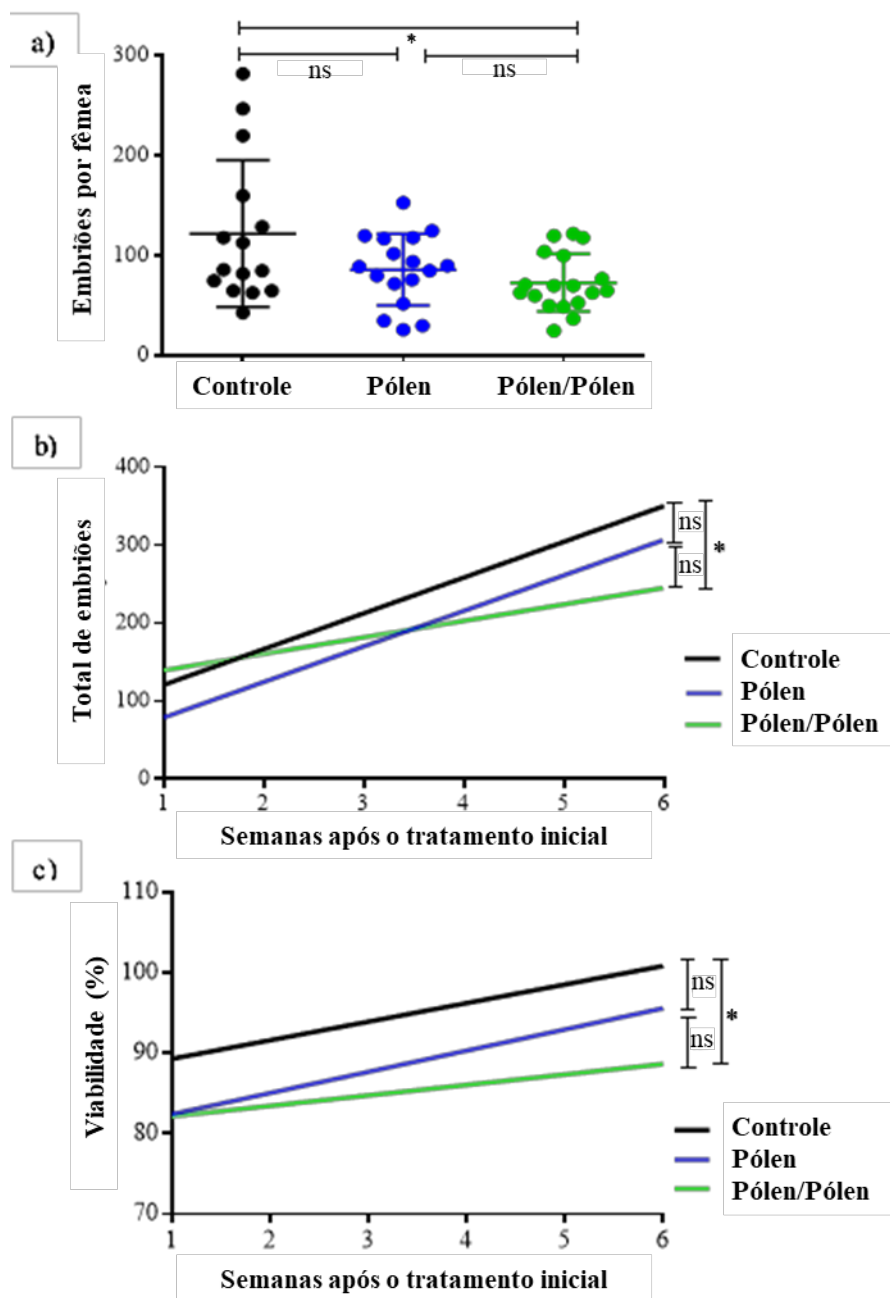 a)
*
ns
ns
Embriões por fêmea
300
200
100
0
Controle
Pólen
Pólen/Pólen
b)
Total de embriões
400
300
200
100
0
1
2
3
4
5
6
ns
ns
*
Controle
Pólen
Pólen/Pólen
Semanas após o tratamento inicial
c)
Viabilidade (%)
110
100
90
80
70
1
2
3
4
5
6
ns
ns
*
Controle
Pólen
Pólen/Pólen
Semanas após o tratamento inicial